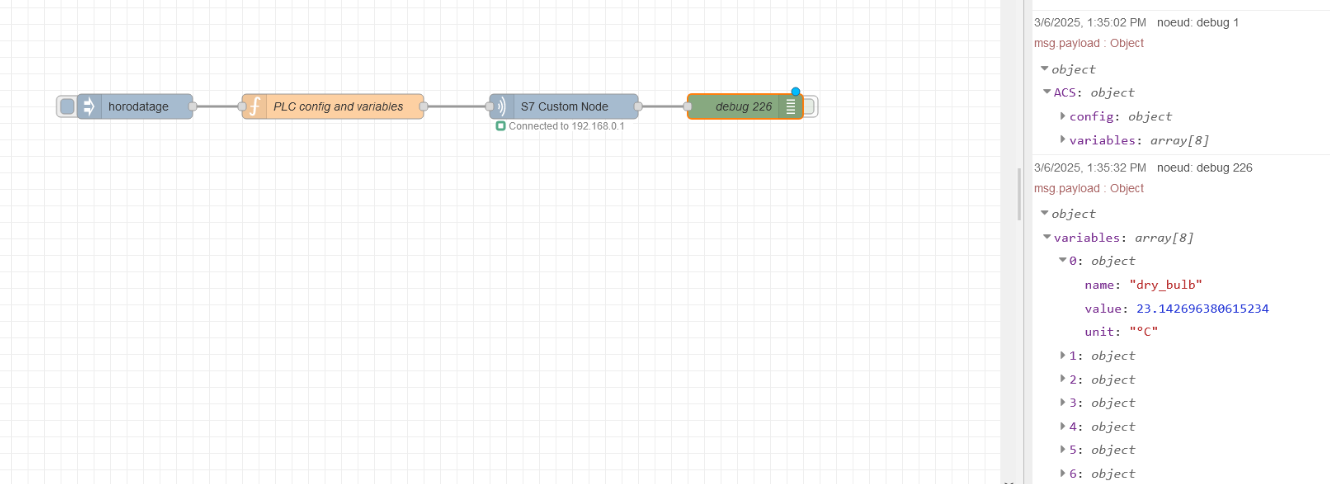 horodatage
PLC config and variables
S7 Custom Node
debug 226
Connected to 192.168.0.1
3/6/2025, 1:35:02 PM noeud: debug 1
msg.payload : Object
object
ACS: object
config: object
variables: array[8]
3/6/2025, 1:35:32 PM noeud: debug 226
msg.payload : Object
object
variables: array[8]
0: object
name: "dry_bulb"
value: 23.142696380615234
unit: "°C"
1: object
2: object
3: object
4: object
5: object
6: object